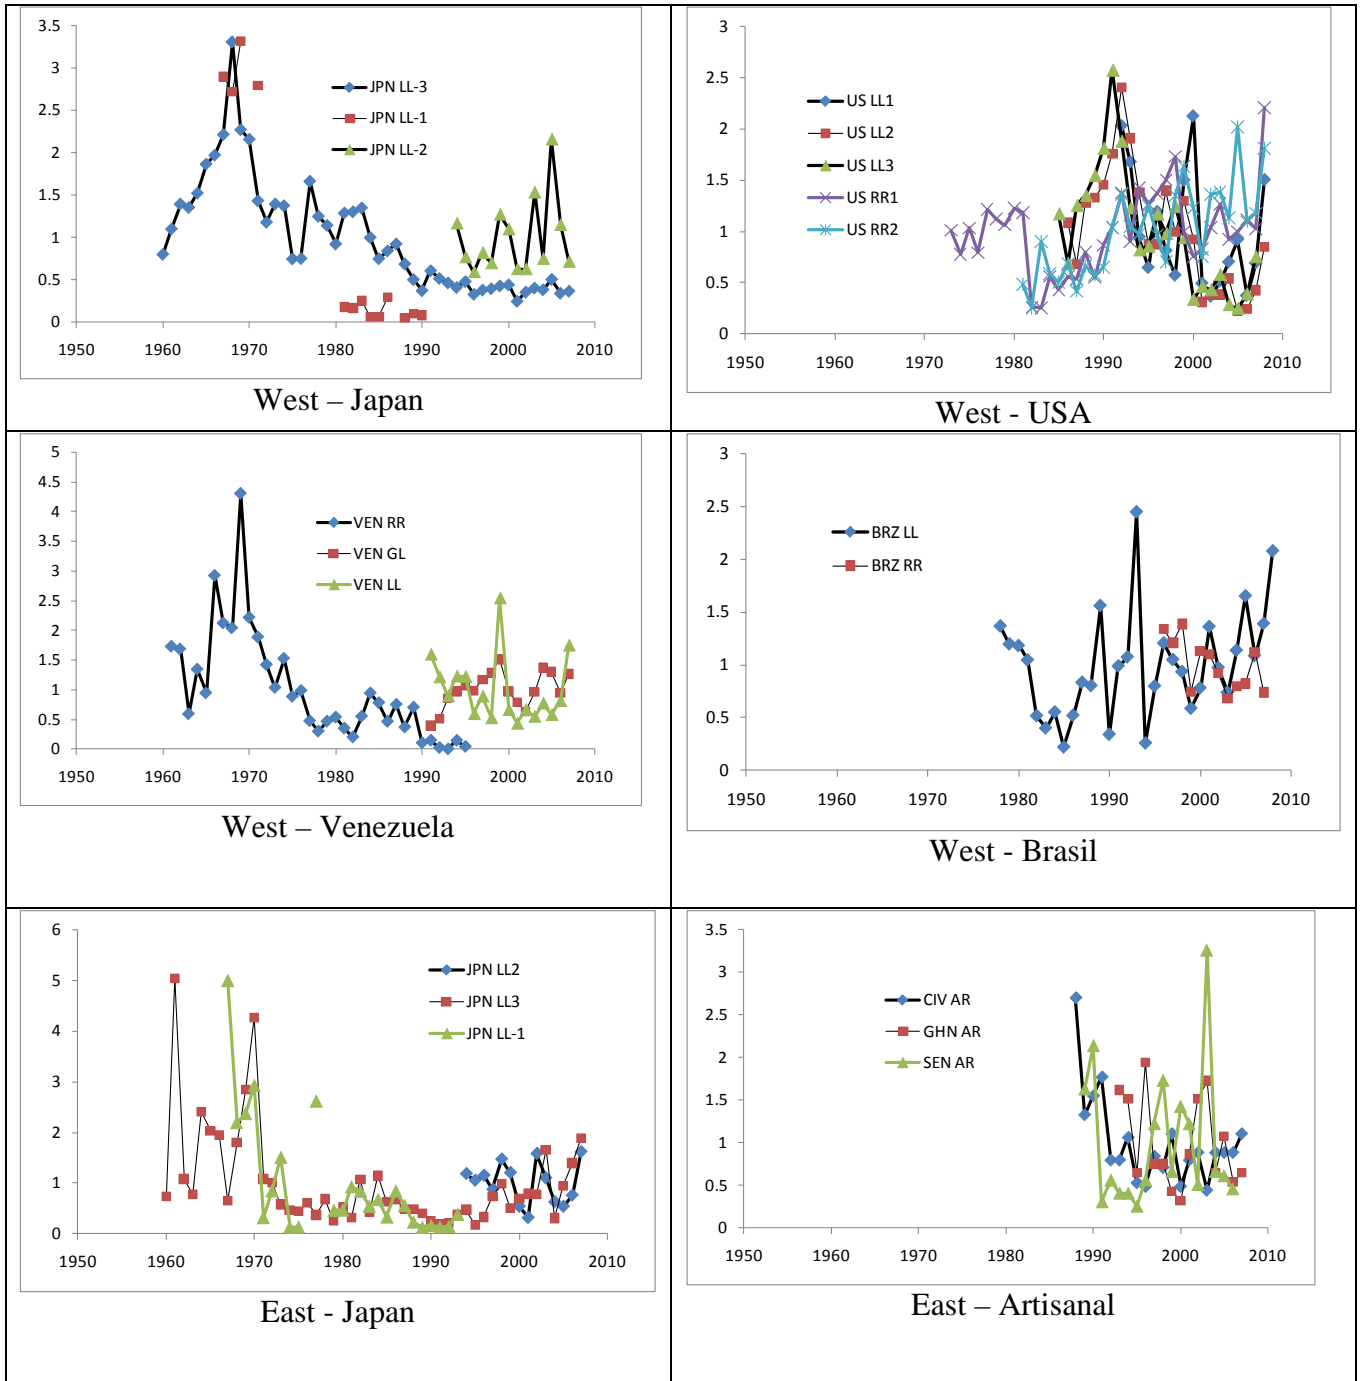 3.5
3
2.5
2
1.5
1
0.5
0
1950 1960 1970 1980 1990 2000 2010
JPN LL-3
JPN LL-1
JPN LL-2
West – Japan
3
2.5
2
1.5
1
0.5
0
1950 1960 1970 1980 1990 2000 2010
US LL1
US LL2
US LL3
US RR1
US RR2
West - USA
5
4.5
4
3.5
3
2.5
2
1.5
1
0.5
0
1950 1960 1970 1980 1990 2000 2010
VEN RR
VEN GL
VEN LL
West – Venezuela
3
2.5
2
1.5
1
0.5
0
1950 1960 1970 1980 1990 2000 2010
BRZ LL
BRZ RR
West - Brasil
6
5
4
3
2
1
0
1950 1960 1970 1980 1990 2000 2010
JPN LL2
JPN LL3
JPN LL-1
East - Japan
3.5
3
2.5
2
1.5
1
0.5
0
1950 1960 1970 1980 1990 2000 2010
CIV AR
GHN AR
SEN AR
East – Artisanal